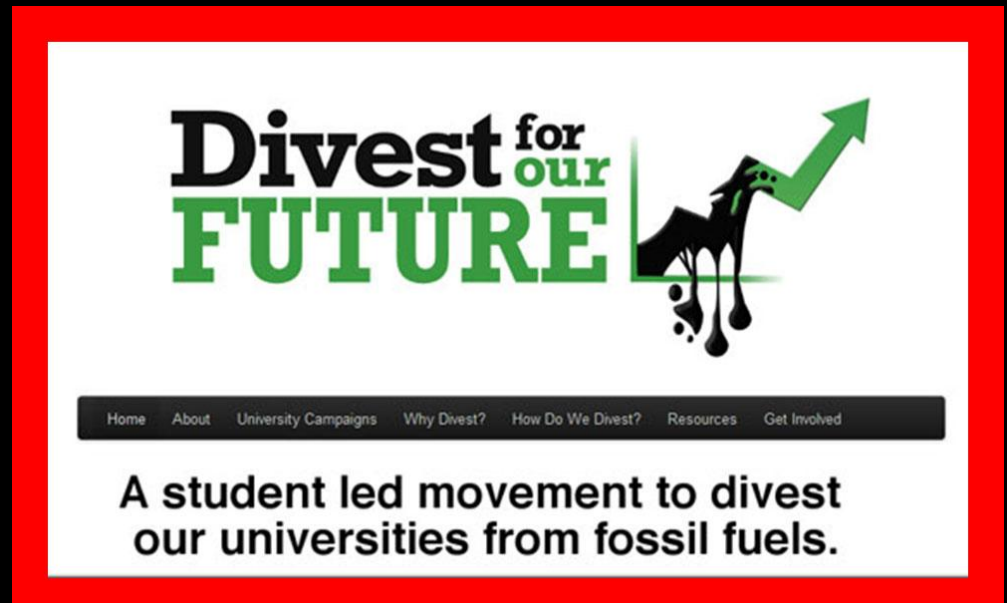 Divest for our
FUTURE
Home About University Campaigns Why Divest? How Do We Divest? Resources Get Involved
A student led movement to divest
our universities from fossil fuels.